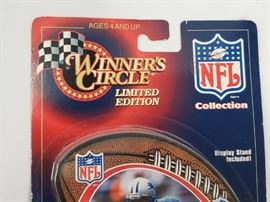 AGES 4 AND UP
WINNER'S
CIRCLE
LIMITED
EDITION
NFL
Collection
Display Stand
Included!
NFL